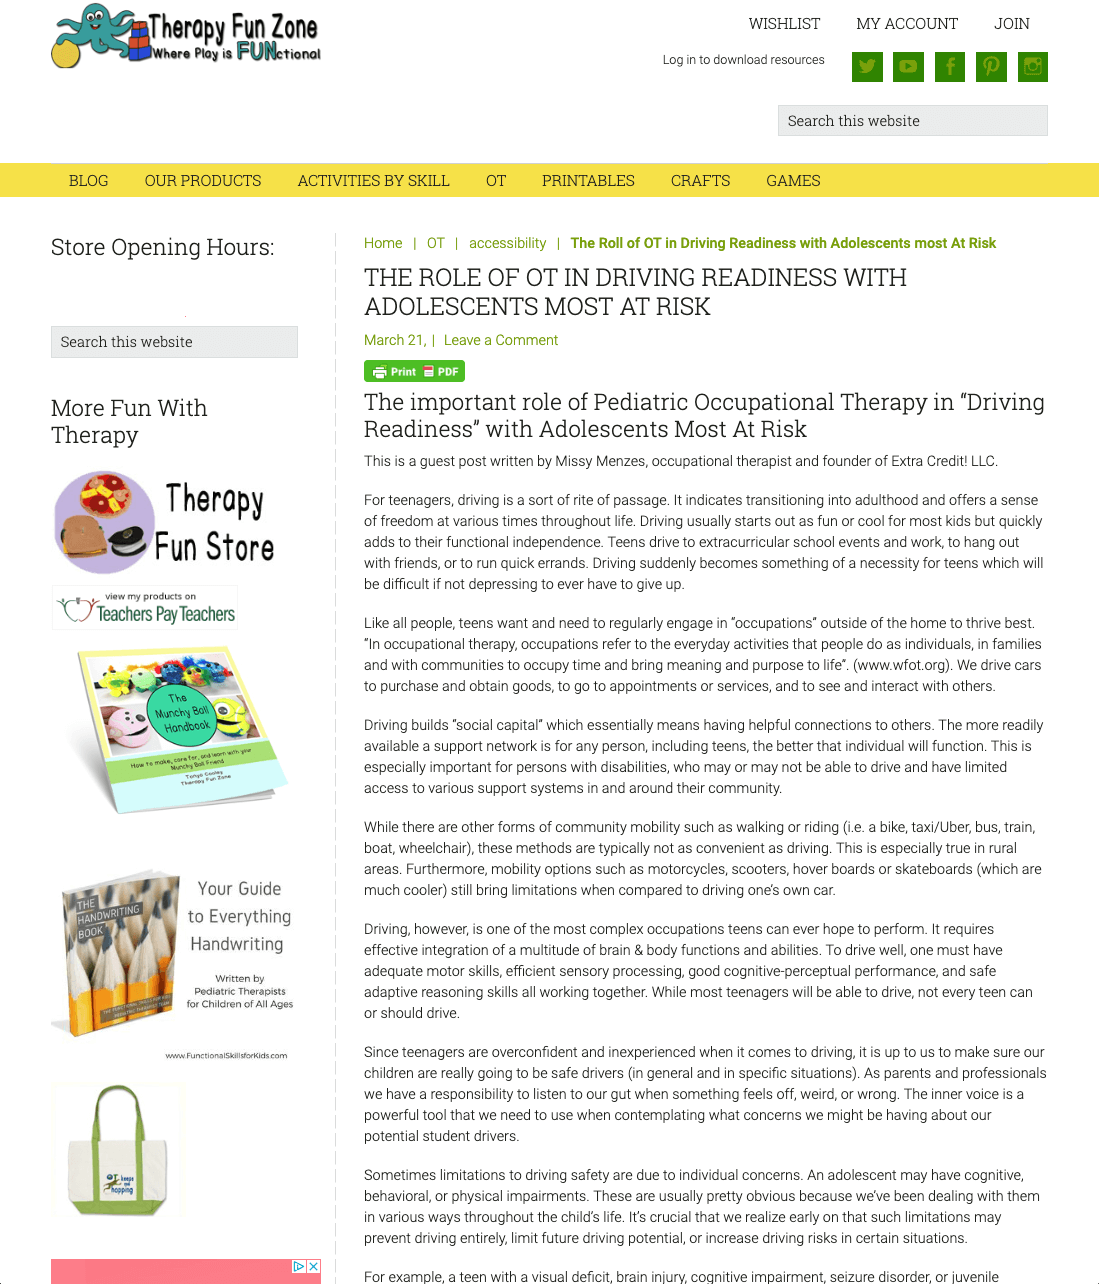 Therapy Fun Zone
Where Play is FUNctional
WISHLIST MY ACCOUNT JOIN
Log in to download resources
Search this website
BLOG OUR PRODUCTS ACTIVITIES BY SKILL OT PRINTABLES CRAFTS GAMES
Store Opening Hours:
Search this website
More Fun With
Therapy
Therapy
Fun Store
view my products on
Teachers Pay Teachers
The
Munchy Ball
Handbook
How to make, care for, and learn with your
Munchy Ball Friend
Tonya Cooley
Therapy Fun Zone
THE
HANDWRITING
BOOK
Your Guide
to Everything
Handwriting
Written by
Pediatric Therapists
for Children of All Ages
www.FunctionalSkillsforKids.com
OT keeps
me
hopping
Home | OT | accessibility | The Roll of OT in Driving Readiness with Adolescents most At Risk
THE ROLE OF OT IN DRIVING READINESS WITH
ADOLESCENTS MOST AT RISK
March 21, | Leave a Comment
Print PDF
The important role of Pediatric Occupational Therapy in “Driving
Readiness” with Adolescents Most At Risk
This is a guest post written by Missy Menzes, occupational therapist and founder of Extra Credit! LLC.
For teenagers, driving is a sort of rite of passage. It indicates transitioning into adulthood and offers a sense
of freedom at various times throughout life. Driving usually starts out as fun or cool for most kids but quickly
adds to their functional independence. Teens drive to extracurricular school events and work, to hang out
with friends, or to run quick errands. Driving suddenly becomes something of a necessity for teens which will
be difficult if not depressing to ever have to give up.
Like all people, teens want and need to regularly engage in “occupations” outside of the home to thrive best.
“In occupational therapy, occupations refer to the everyday activities that people do as individuals, in families
and with communities to occupy time and bring meaning and purpose to life”. (www.wfot.org). We drive cars
to purchase and obtain goods, to go to appointments or services, and to see and interact with others.
Driving builds “social capital” which essentially means having helpful connections to others. The more readily
available a support network is for any person, including teens, the better that individual will function. This is
especially important for persons with disabilities, who may or may not be able to drive and have limited
access to various support systems in and around their community.
While there are other forms of community mobility such as walking or riding (i.e. a bike, taxi/Uber, bus, train,
boat, wheelchair), these methods are typically not as convenient as driving. This is especially true in rural
areas. Furthermore, mobility options such as motorcycles, scooters, hover boards or skateboards (which are
much cooler) still bring limitations when compared to driving one’s own car.
Driving, however, is one of the most complex occupations teens can ever hope to perform. It requires
effective integration of a multitude of brain & body functions and abilities. To drive well, one must have
adequate motor skills, efficient sensory processing, good cognitive-perceptual performance, and safe
adaptive reasoning skills all working together. While most teenagers will be able to drive, not every teen can
or should drive.
Since teenagers are overconfident and inexperienced when it comes to driving, it is up to us to make sure our
children are really going to be safe drivers (in general and in specific situations). As parents and professionals
we have a responsibility to listen to our gut when something feels off, weird, or wrong. The inner voice is a
powerful tool that we need to use when contemplating what concerns we might be having about our
potential student drivers.
Sometimes limitations to driving safety are due to individual concerns. An adolescent may have cognitive,
behavioral, or physical impairments. These are usually pretty obvious because we’ve been dealing with them
in various ways throughout the child’s life. It’s crucial that we realize early on that such limitations may
prevent driving entirely, limit future driving potential, or increase driving risks in certain situations.
For example, a teen with a visual deficit, brain injury, cognitive impairment, seizure disorder, or juvenile